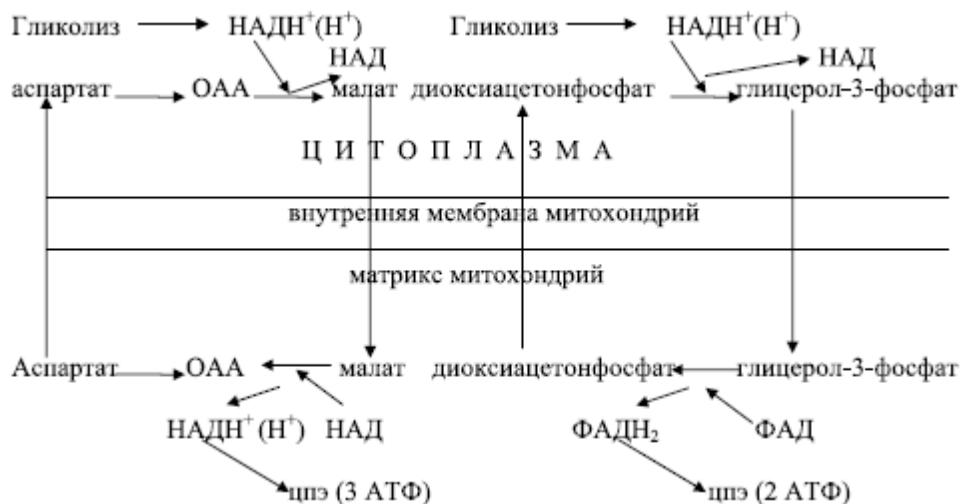 Гликолиз НАДН⁺(Н⁺) Гликолиз НАДН⁺(Н⁺)
НАД НАД
аспартат ОАА малат диоксиацетонфосфат глицерол-3-фосфат
Ц И Т О П Л А З М А
внутренняя мембрана митохондрий
матрикс митохондрий
Аспартат ОАА малат диоксиацетонфосфат глицерол-3-фосфат
НАДН⁺(Н⁺) НАД ФАДН₂ ФАД
цпэ (3 АТФ) цпэ (2 АТФ)